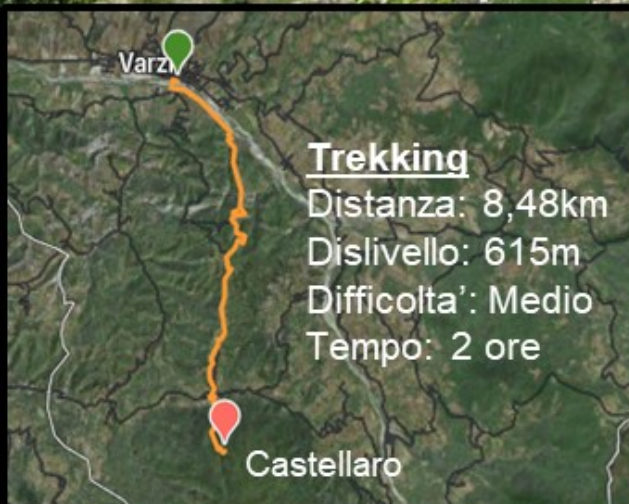 Varzi
Trekking
Distanza: 8,48km
Dislivello: 615m
Difficolta’: Medio
Tempo: 2 ore
Castellaro